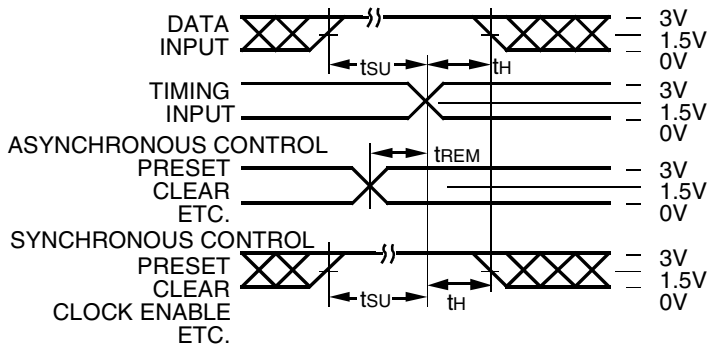 DATA
INPUT
tSU
tH
3V
1.5V
0V
TIMING
INPUT
3V
1.5V
0V
ASYNCHRONOUS CONTROL
PRESET
CLEAR
ETC.
tREM
3V
1.5V
0V
SYNCHRONOUS CONTROL
PRESET
CLEAR
CLOCK ENABLE
ETC.
tSU
tH
3V
1.5V
0V